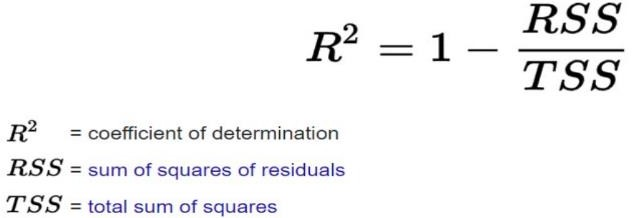 R² = 1 − RSS/TSS
R² = coefficient of determination
RSS = sum of squares of residuals
TSS = total sum of squares